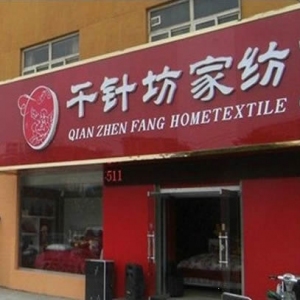 千针坊家纺
QIAN ZHEN FANG HOMETEXTILE
511